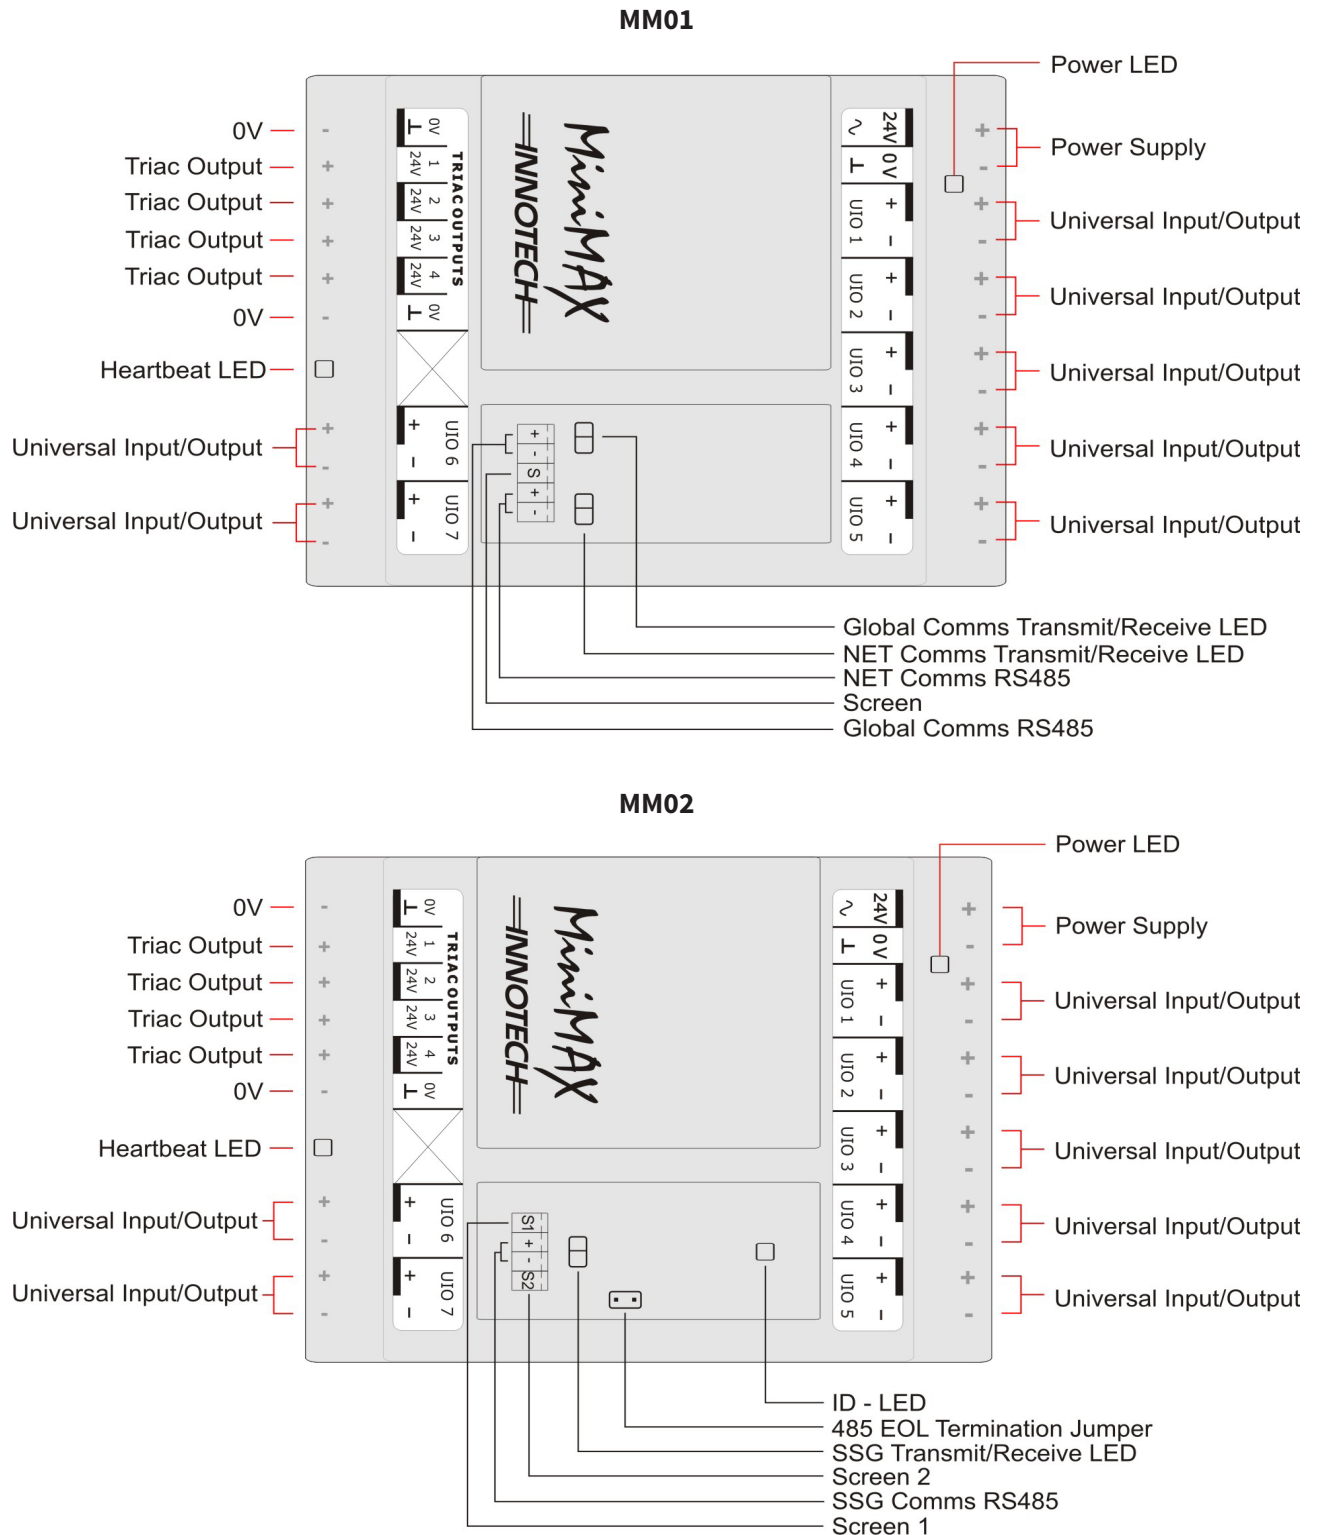 MM01
Power LED
0V
Triac Output
Triac Output
Triac Output
Triac Output
0V
Heartbeat LED
Universal Input/Output
Universal Input/Output
- + + + + - + - + -
0V 1 2 3 4 0V
24V 24V 24V 24V
TRIAC OUTPUTS
UIO 6 + -
UIO 7 + -
MiniMAX
INNOTECH
+ - S + -
24V 0V
UIO 1 + -
UIO 2 + -
UIO 3 + -
UIO 4 + -
UIO 5 + -
+ - + - + - + - + - + -
Power Supply
Universal Input/Output
Universal Input/Output
Universal Input/Output
Universal Input/Output
Universal Input/Output
Global Comms Transmit/Receive LED
NET Comms Transmit/Receive LED
NET Comms RS485
Screen
Global Comms RS485
MM02
Power LED
0V
Triac Output
Triac Output
Triac Output
Triac Output
0V
Heartbeat LED
Universal Input/Output
Universal Input/Output
- + + + + - + - + -
0V 1 2 3 4 0V
24V 24V 24V 24V
TRIAC OUTPUTS
UIO 6 + -
UIO 7 + -
MiniMAX
INNOTECH
S1 + - S2
24V 0V
UIO 1 + -
UIO 2 + -
UIO 3 + -
UIO 4 + -
UIO 5 + -
+ - + - + - + - + - + -
Power Supply
Universal Input/Output
Universal Input/Output
Universal Input/Output
Universal Input/Output
Universal Input/Output
ID - LED
485 EOL Termination Jumper
SSG Transmit/Receive LED
Screen 2
SSG Comms RS485
Screen 1